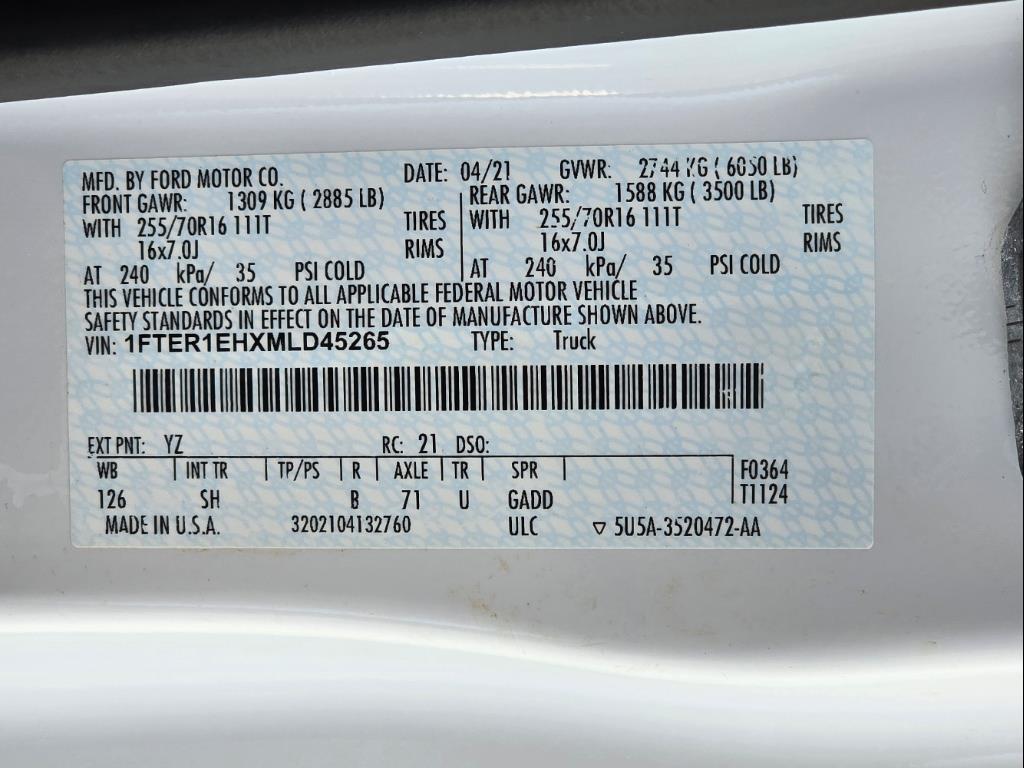 MFD. BY FORD MOTOR CO. DATE: 04/21 GVWR: 2744 KG ( 6050 LB)
FRONT GAWR: 1309 KG ( 2885 LB) REAR GAWR: 1588 KG ( 3500 LB)
WITH 255/70R16 111T TIRES WITH 255/70R16 111T TIRES
16x7.0J RIMS 16x7.0J RIMS
AT 240 kPa/ 35 PSI COLD AT 240 kPa/ 35 PSI COLD
THIS VEHICLE CONFORMS TO ALL APPLICABLE FEDERAL MOTOR VEHICLE
SAFETY STANDARDS IN EFFECT ON THE DATE OF MANUFACTURE SHOWN ABOVE.
VIN: 1FTER1EHXMLD45265 TYPE: Truck
EXT PNT: YZ RC: 21 DSO:
WB INT TR TP/PS R AXLE TR SPR F0364
126 SH B 71 U GADD T1124
MADE IN U.S.A. 3202104132760 ULC ▽ 5U5A-3520472-AA